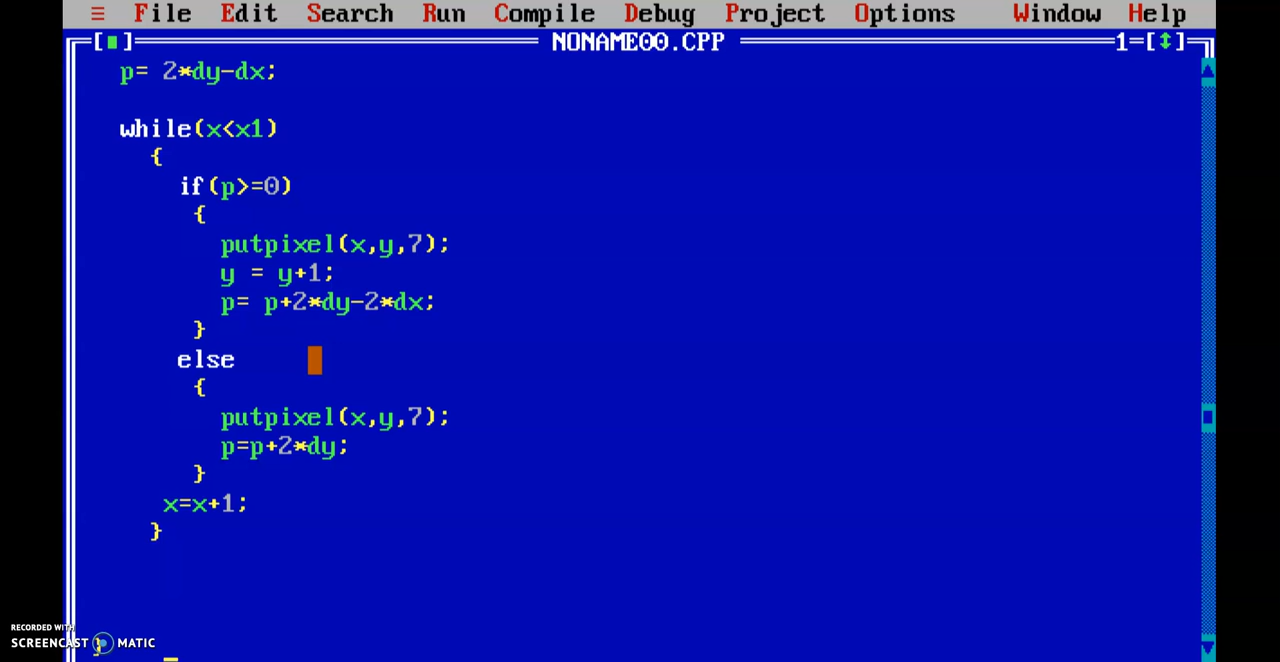 ≡ File Edit Search Run Compile Debug Project Options Window Help
[■] NONAME00.CPP 1=[↕]
p= 2*dy-dx;
while(x<x1)
{
if(p>=0)
{
putpixel(x,y,7);
y = y+1;
p= p+2*dy-2*dx;
}
else
{
putpixel(x,y,7);
p=p+2*dy;
}
x=x+1;
}
RECORDED WITH
SCREENCAST MATIC